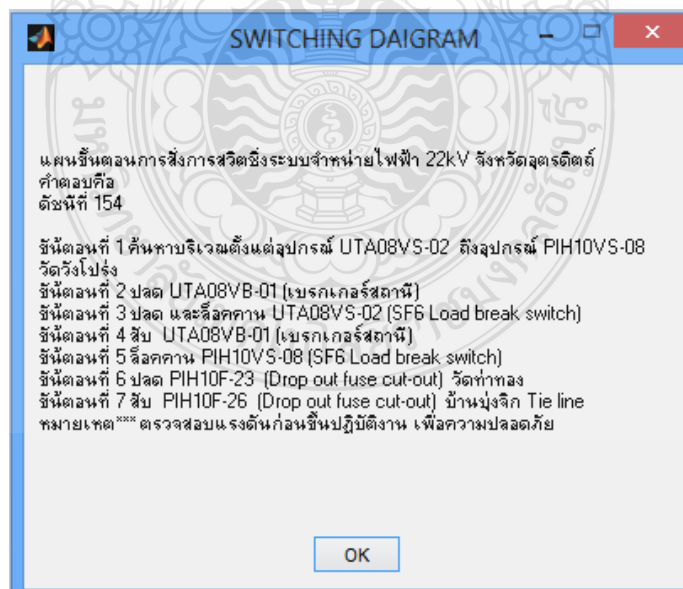 SWITCHING DAIGRAM
แผนขั้นตอนการสั่งการสวิตชิ่งระบบจำหน่ายไฟฟ้า 22kV จังหวัดอุตรดิตถ์
คำตอบคือ
ดัชนีที่ 154
ขั้นตอนที่ 1 ค้นหาบริเวณตั้งแต่อุปกรณ์ UTA08VS-02 ถึงอุปกรณ์ PIH10VS-08
วัดวังโปร่ง
ขั้นตอนที่ 2 ปลด UTA08VB-01 (เบรกเกอร์สถานี)
ขั้นตอนที่ 3 ปลด และล็อคคาน UTA08VS-02 (SF6 Load break switch)
ขั้นตอนที่ 4 สับ UTA08VB-01 (เบรกเกอร์สถานี)
ขั้นตอนที่ 5 ล็อคคาน PIH10VS-08 (SF6 Load break switch)
ขั้นตอนที่ 6 ปลด PIH10F-23 (Drop out fuse cut-out) วัดท่าทอง
ขั้นตอนที่ 7 สับ PIH10F-26 (Drop out fuse cut-out) บ้านบุ่งจิก Tie line
หมายเหต*** ตรวจสอบแรงดันก่อนขึ้นปฏิบัติงาน เพื่อความปลอดภัย
OK